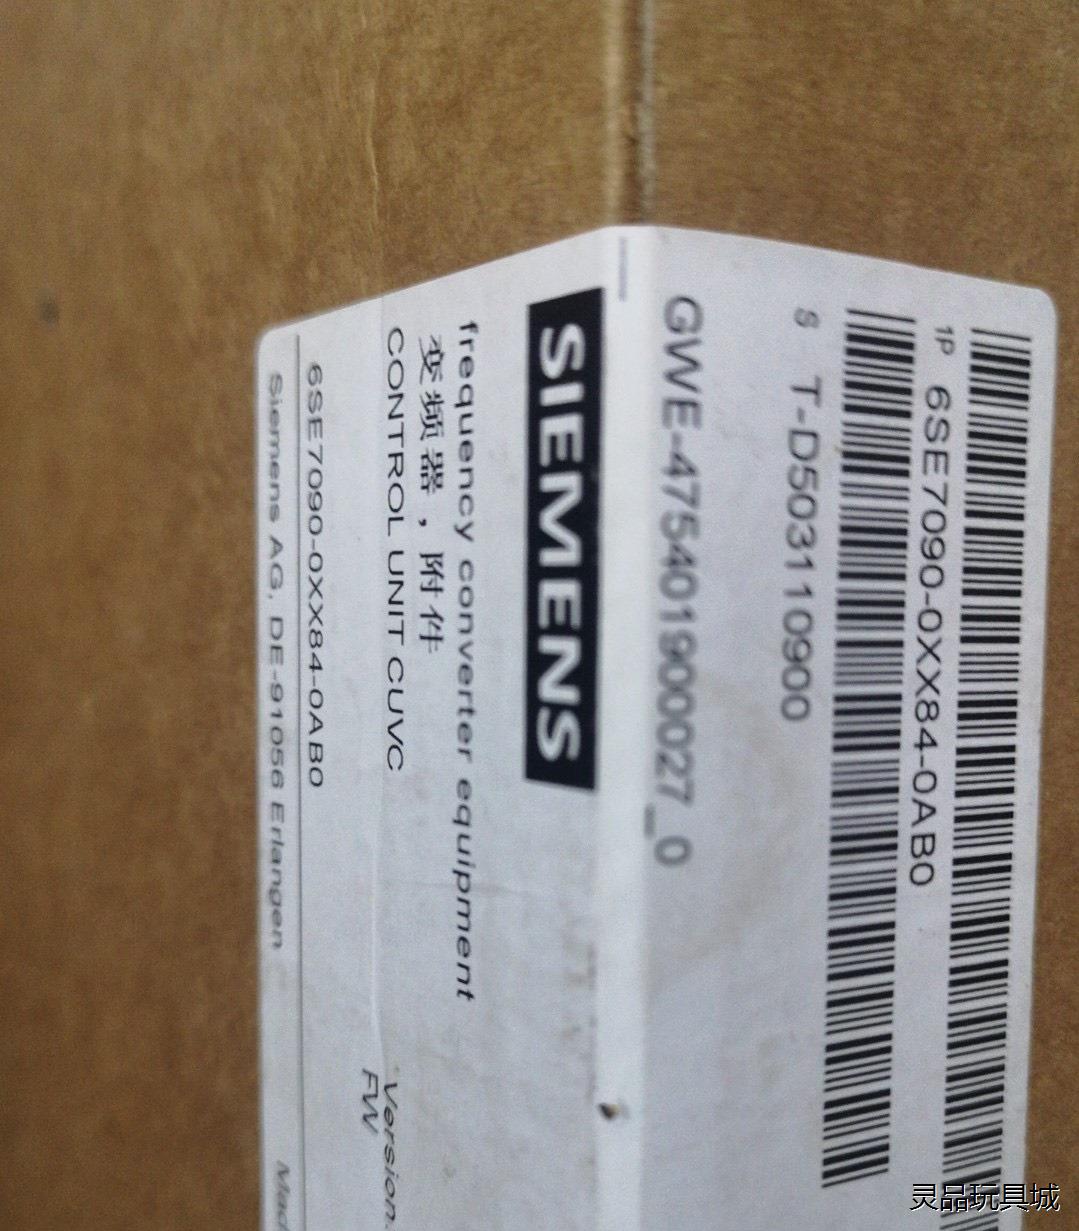 1P 6SE7090-0XX84-0AB0
S T-D503110900
GWE-475401900027_0
SIEMENS
frequency converter equipment
变频器，附件
CONTROL UNIT CUVC
Version.
FW
6SE7090-0XX84-0AB0
Siemens AG, DE-91056 Erlangen
灵品玩具城